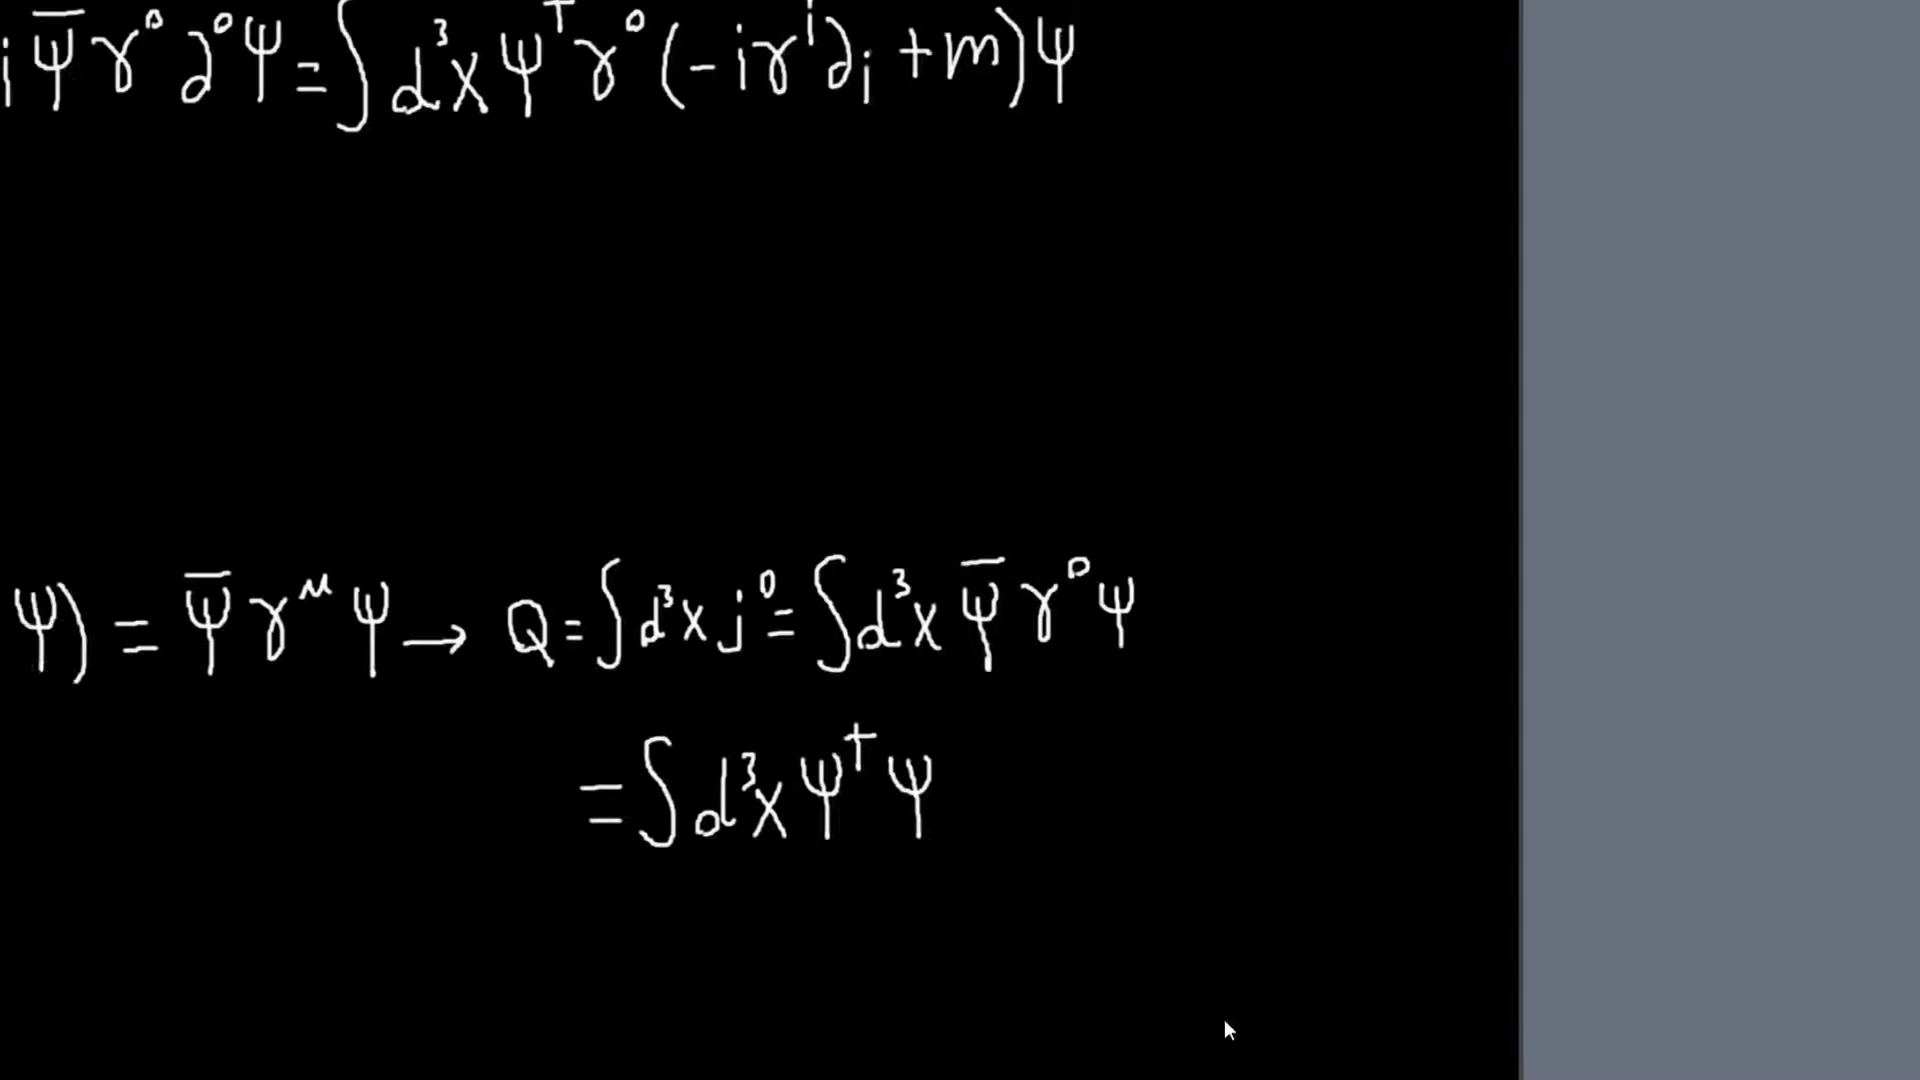 i ψ̄ γ⁰ ∂⁰ ψ = ∫ d³x ψ† γ⁰ (-iγⁱ∂ᵢ + m)ψ
ψ) = ψ̄ γ^μ ψ → Q = ∫ d³x j⁰ = ∫ d³x ψ̄ γ⁰ ψ
= ∫ d³x ψ† ψ